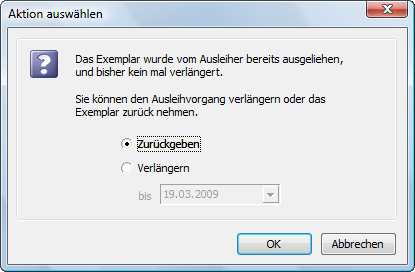 Aktion auswählen
Das Exemplar wurde vom Ausleiher bereits ausgeliehen,
und bisher kein mal verlängert.
Sie können den Ausleihvorgang verlängern oder das
Exemplar zurück nehmen.
Zurückgeben
Verlängern
bis 19.03.2009
OK Abbrechen